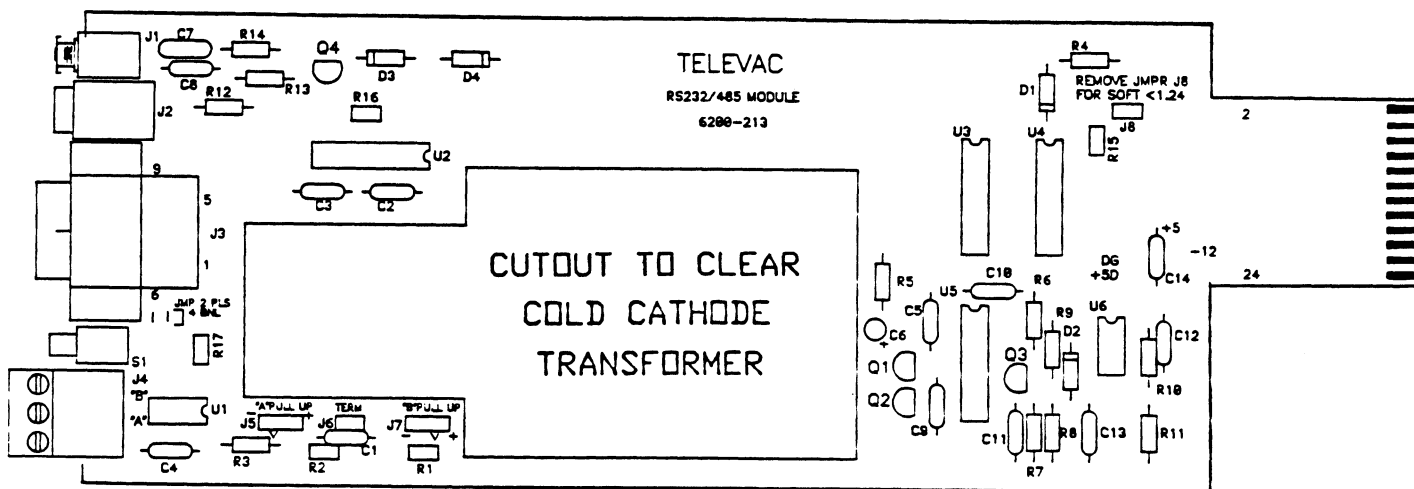 J1
C7
R14
Q4
C8
R13
D3
D4
TELEVAC
RS232/485 MODULE
6200-213
R4
D1
REMOVE JMPR J8
FOR SOFT <1.24
J8
R15
2
J2
R12
R16
U2
U3
U4
9
5
J3
1
6
C3
C2
JMP 2 PLS
4 BNL
R17
S1
J4
"B"
"A"
U1
C4
CUTOUT TO CLEAR
COLD CATHODE
TRANSFORMER
- "A" PULL UP +
J5
R3
TERM
J6
C1
R2
"B" PULL UP
J7
- +
R1
R5
C5
C6
+
U5
C10
R6
Q1
Q2
C9
Q3
R9
D2
U6
DG
+5D
+5
-12
C14
24
C12
R10
C11
R7
R8
C13
R11